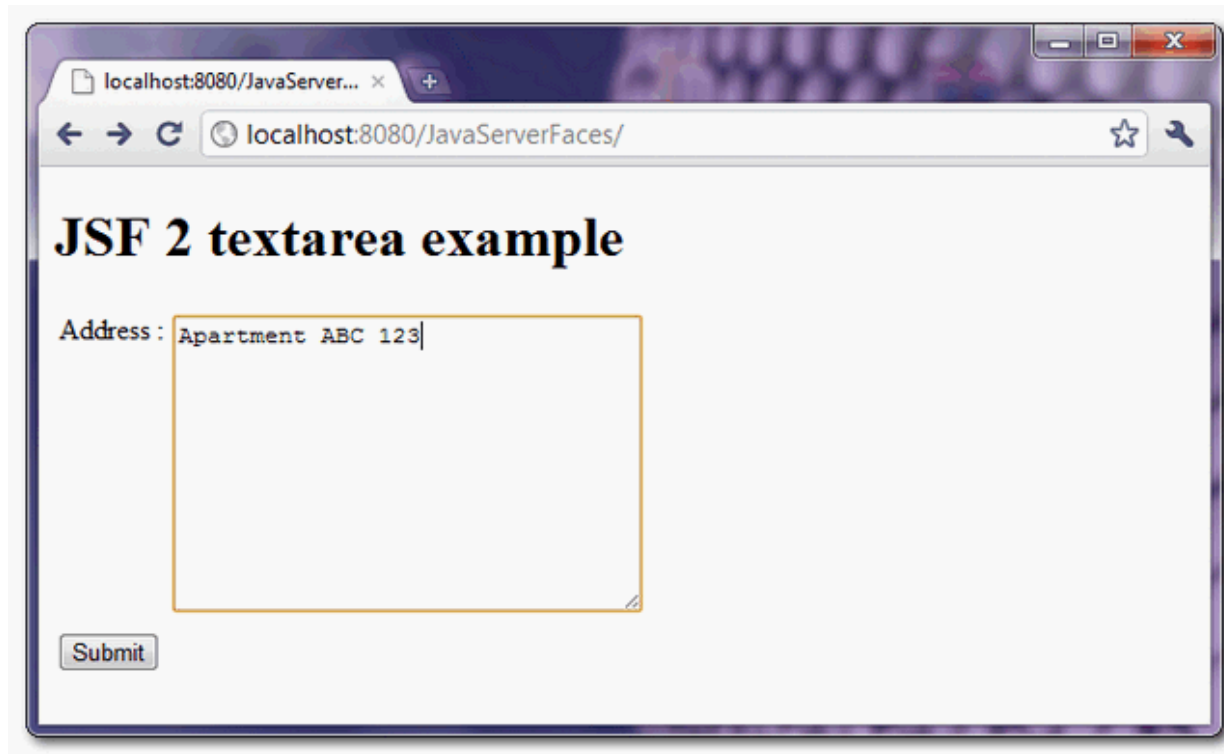 localhost:8080/JavaServer...
localhost:8080/JavaServerFaces/
JSF 2 textarea example
Address : Apartment ABC 123
Submit